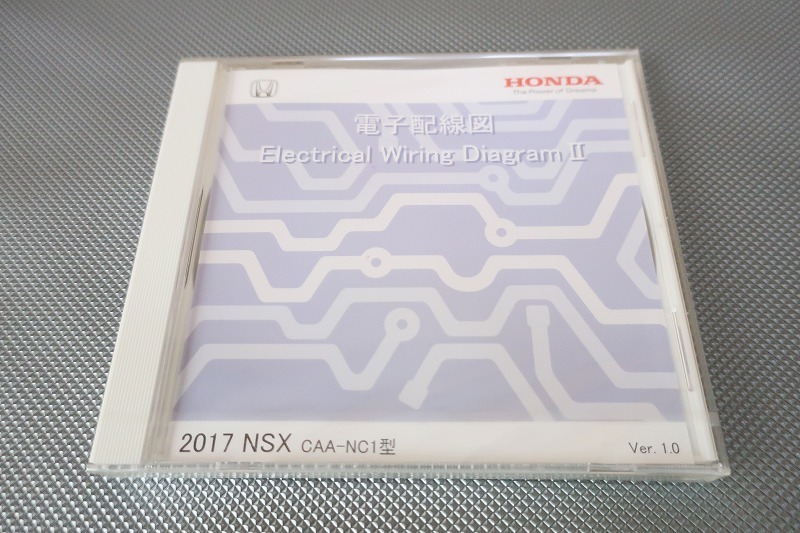 HONDA
The Power of Dreams
電子配線図
Electrical Wiring Diagram Ⅱ
2017 NSX CAA-NC1型
Ver. 1.0